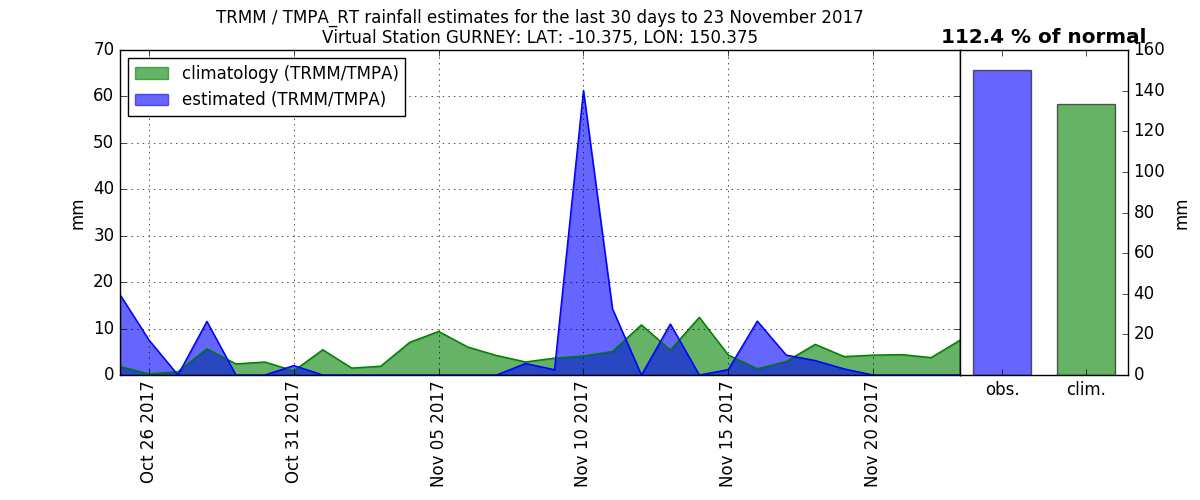 TRMM / TMPA_RT rainfall estimates for the last 30 days to 23 November 2017
Virtual Station GURNEY: LAT: -10.375, LON: 150.375
112.4 % of normal
climatology (TRMM/TMPA)
estimated (TRMM/TMPA)
mm
70
60
50
40
30
20
10
0
Oct 26 2017
Oct 31 2017
Nov 05 2017
Nov 10 2017
Nov 15 2017
Nov 20 2017
160
140
120
100
80
60
40
20
0
mm
obs.
clim.